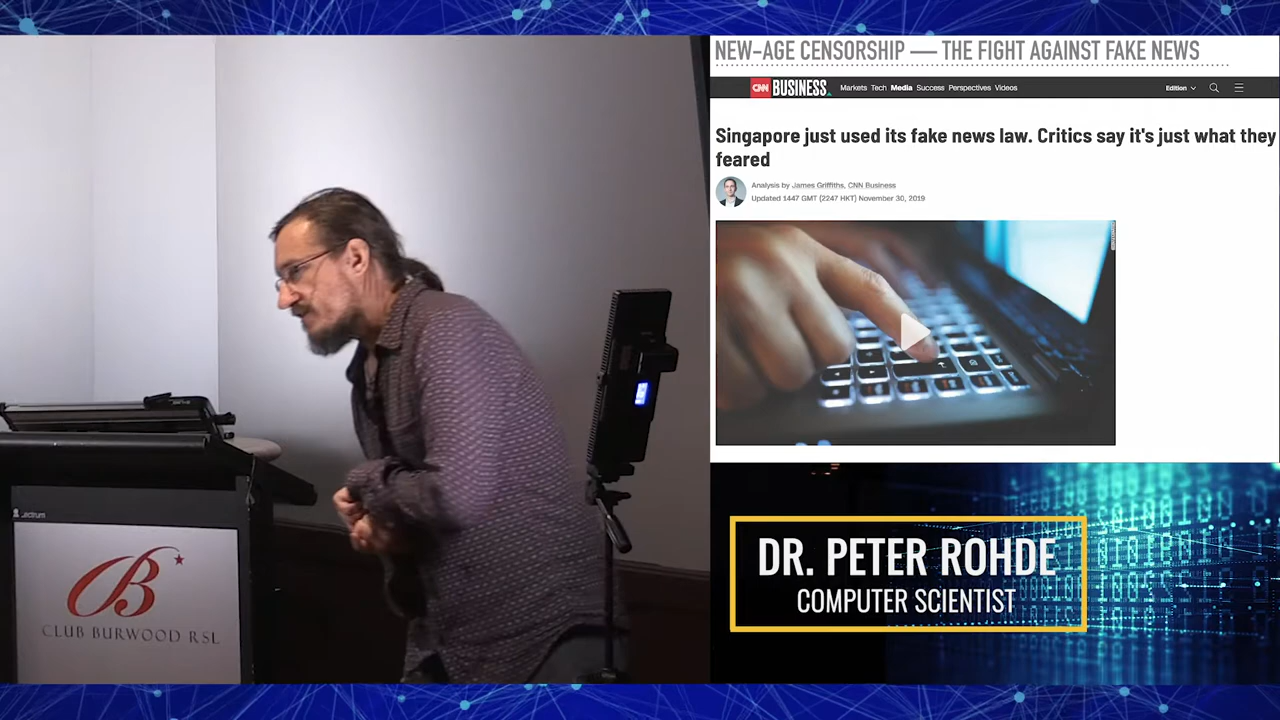 NEW-AGE CENSORSHIP — THE FIGHT AGAINST FAKE NEWS
CNN BUSINESS Markets Tech Media Success Perspectives Videos Edition
Singapore just used its fake news law. Critics say it's just what they
feared
Analysis by James Griffiths, CNN Business
Updated 1447 GMT (2247 HKT) November 30, 2019
Lectrum
B
CLUB BURWOOD RSL
DR. PETER ROHDE
COMPUTER SCIENTIST